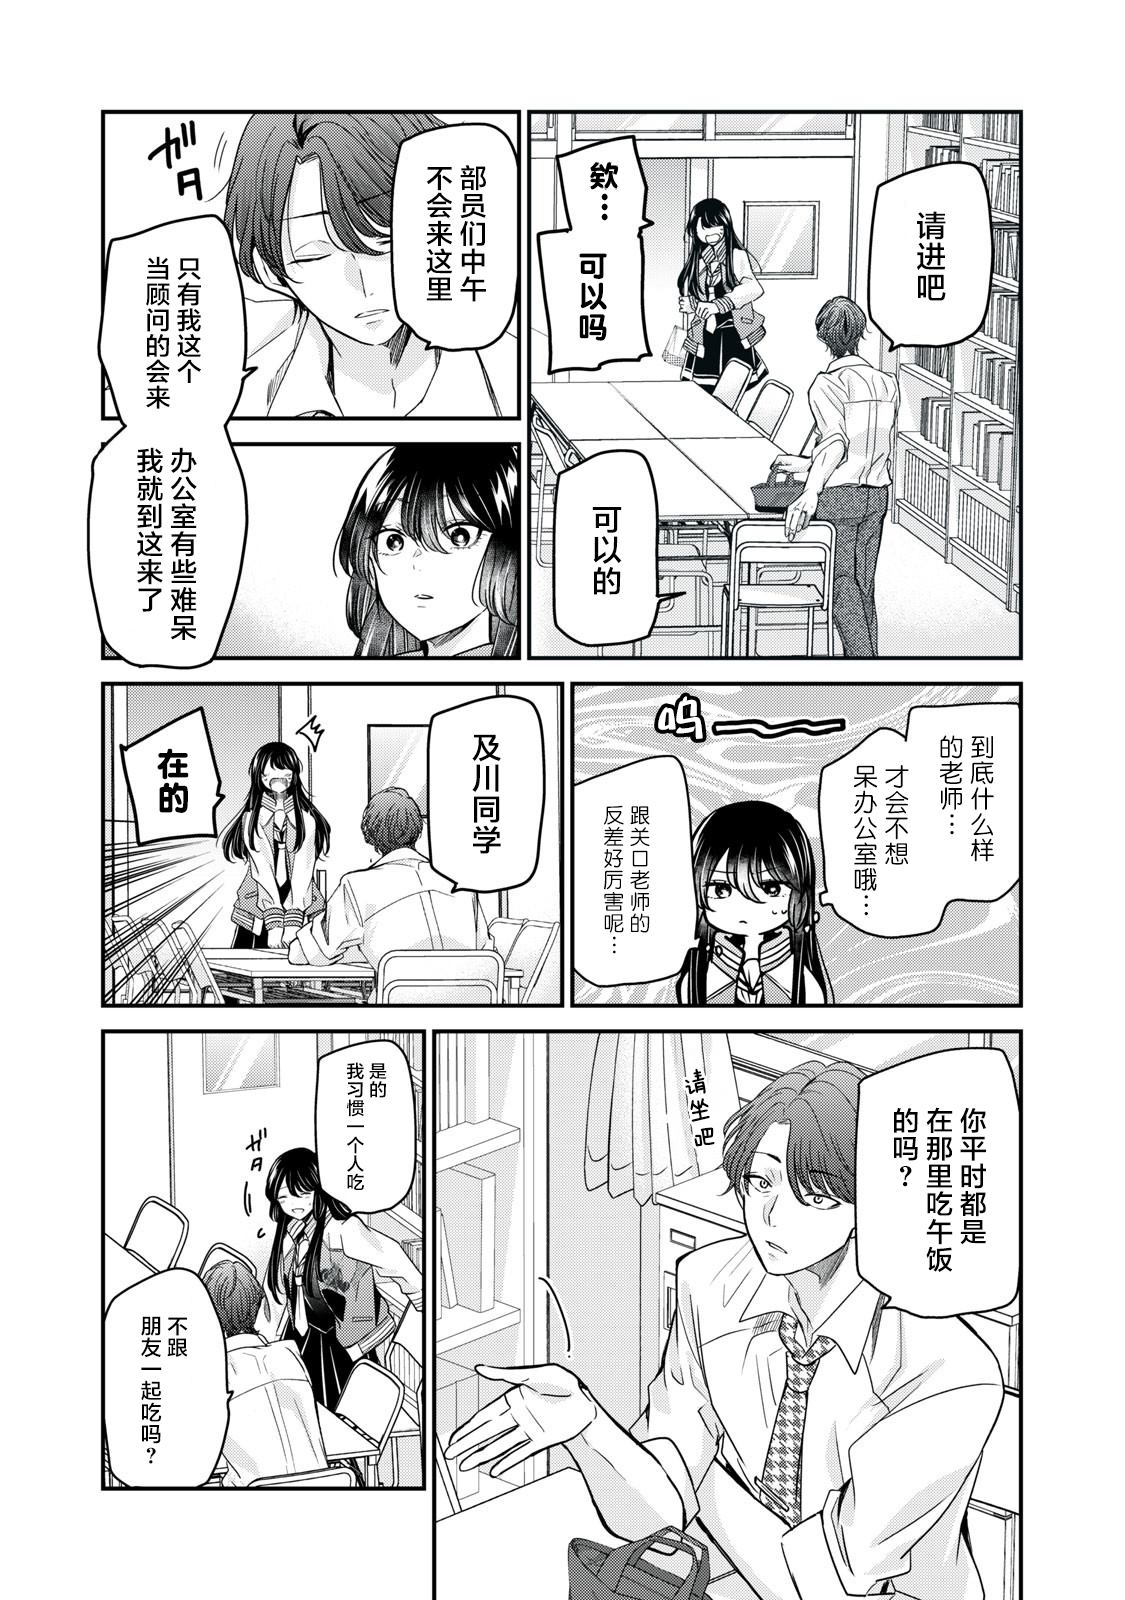 请进吧
欸…
可以吗
可以的
部员们中午
不会来这里
ガタ
只有我这个
当顾问的会来
办公室有些难呆
我就到这来了
到底什么样
的老师…
才会不想
呆办公室哦…
呜
跟关口老师的
反差好厉害呢…
及川同学
在的
你平时都是
在那里吃午饭
的吗？
请坐吧
是的
我习惯一个人吃
ガタ
不跟
朋友一起吃吗？